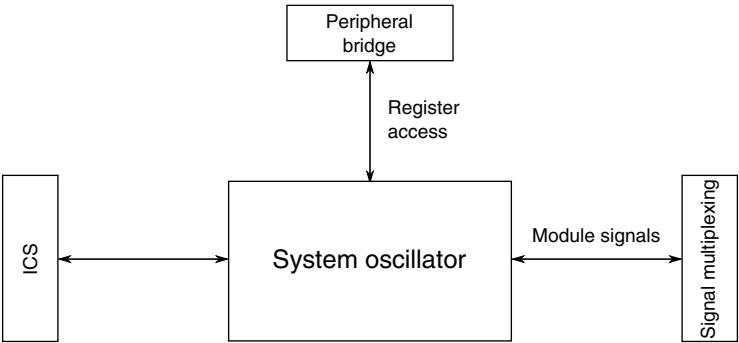 Peripheral
bridge
Register
access
ICS
System oscillator
Module signals
Signal multiplexing